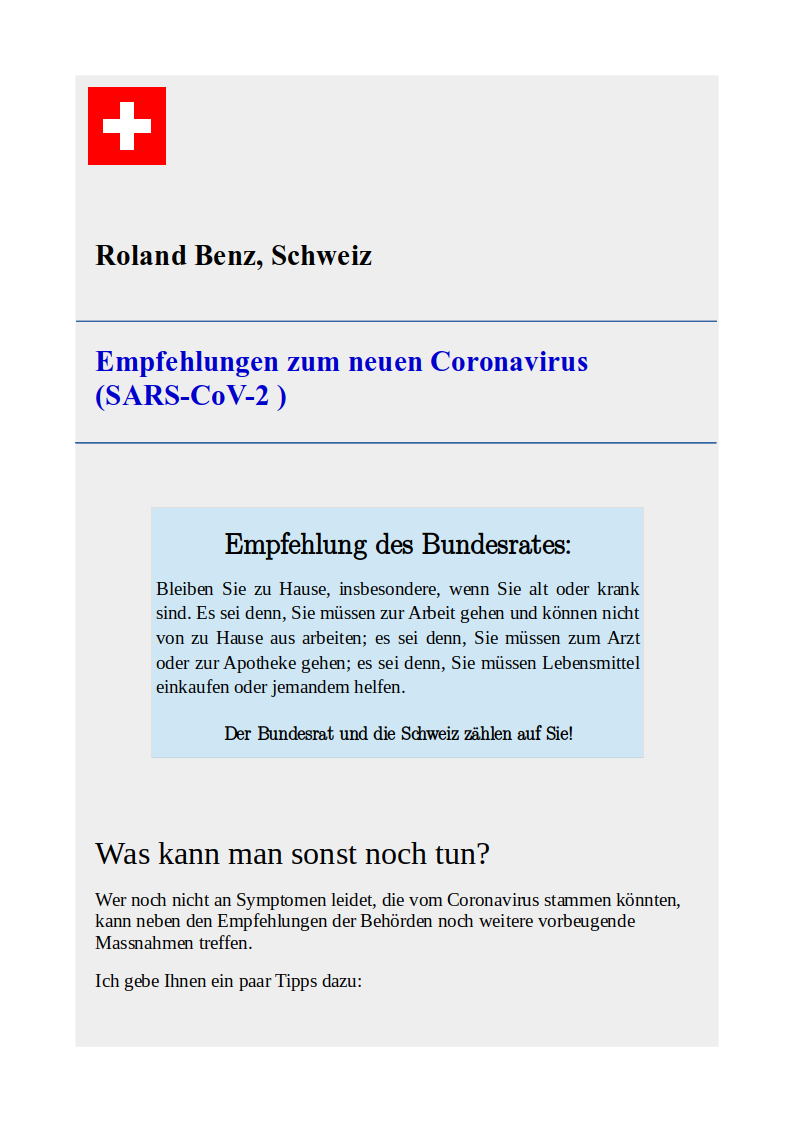 Roland Benz, Schweiz
Empfehlungen zum neuen Coronavirus
(SARS-CoV-2 )
Empfehlung des Bundesrates:
Bleiben Sie zu Hause, insbesondere, wenn Sie alt oder krank
sind. Es sei denn, Sie müssen zur Arbeit gehen und können nicht
von zu Hause aus arbeiten; es sei denn, Sie müssen zum Arzt
oder zur Apotheke gehen; es sei denn, Sie müssen Lebensmittel
einkaufen oder jemandem helfen.
Der Bundesrat und die Schweiz zählen auf Sie!
Was kann man sonst noch tun?
Wer noch nicht an Symptomen leidet, die vom Coronavirus stammen könnten,
kann neben den Empfehlungen der Behörden noch weitere vorbeugende
Massnahmen treffen.
Ich gebe Ihnen ein paar Tipps dazu: